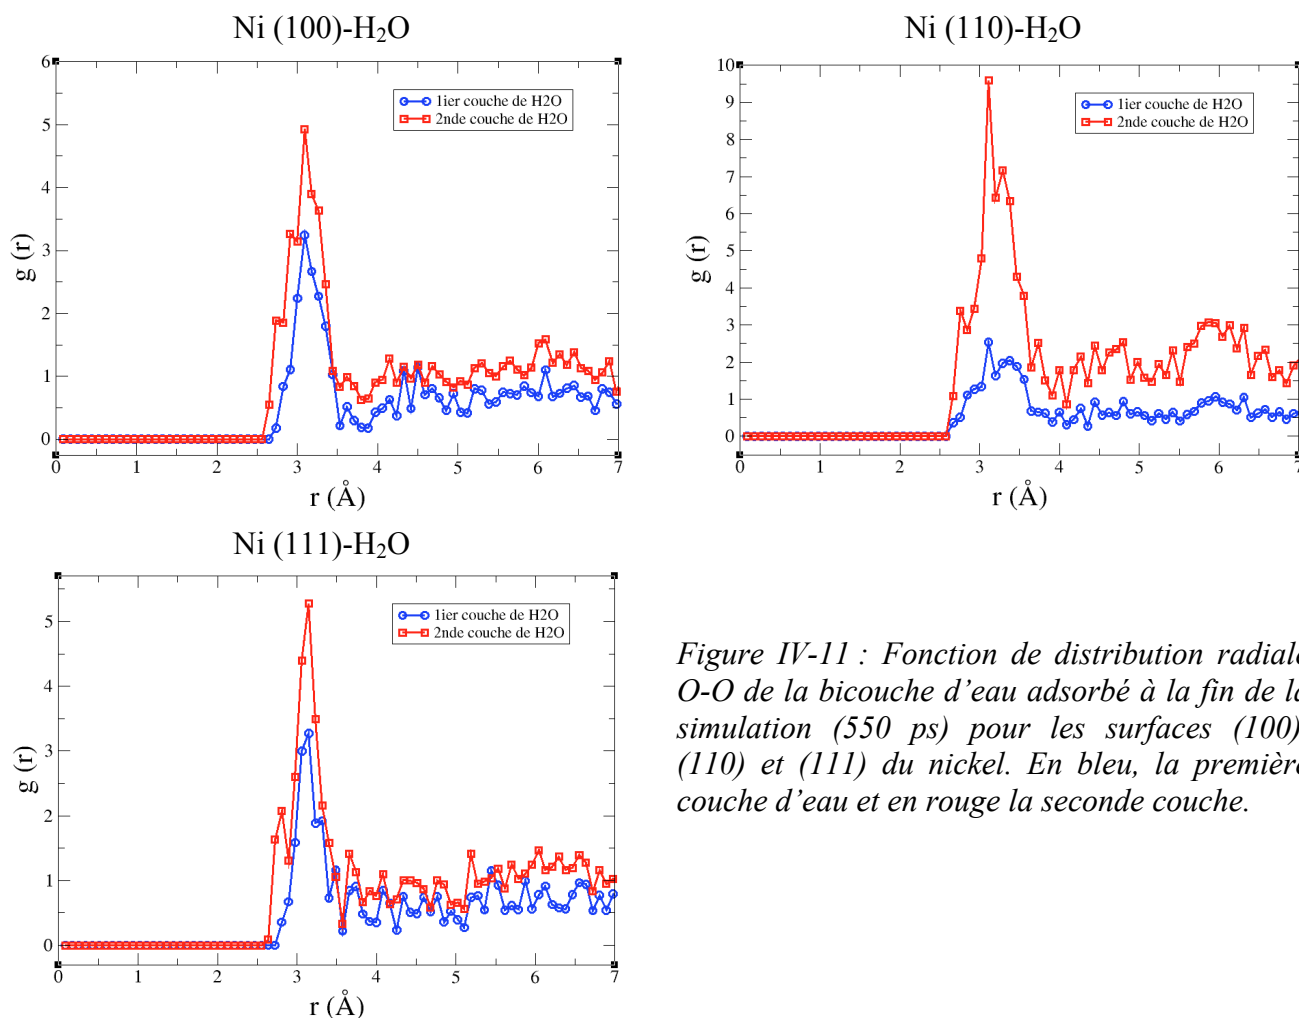 Ni (100)-H₂O
6
5
4
3
2
1
0
g (r)
1ier couche de H2O
2nde couche de H2O
0 1 2 3 4 5 6 7
r (Å)
Ni (110)-H₂O
10
9
8
7
6
5
4
3
2
1
0
g (r)
1ier couche de H2O
2nde couche de H2O
0 1 2 3 4 5 6 7
r (Å)
Ni (111)-H₂O
5
4
3
2
1
0
g (r)
1ier couche de H2O
2nde couche de H2O
0 1 2 3 4 5 6 7
r (Å)
Figure IV-11 : Fonction de distribution radiale
O-O de la bicouche d'eau adsorbé à la fin de la
simulation (550 ps) pour les surfaces (100)
(110) et (111) du nickel. En bleu, la première
couche d'eau et en rouge la seconde couche.